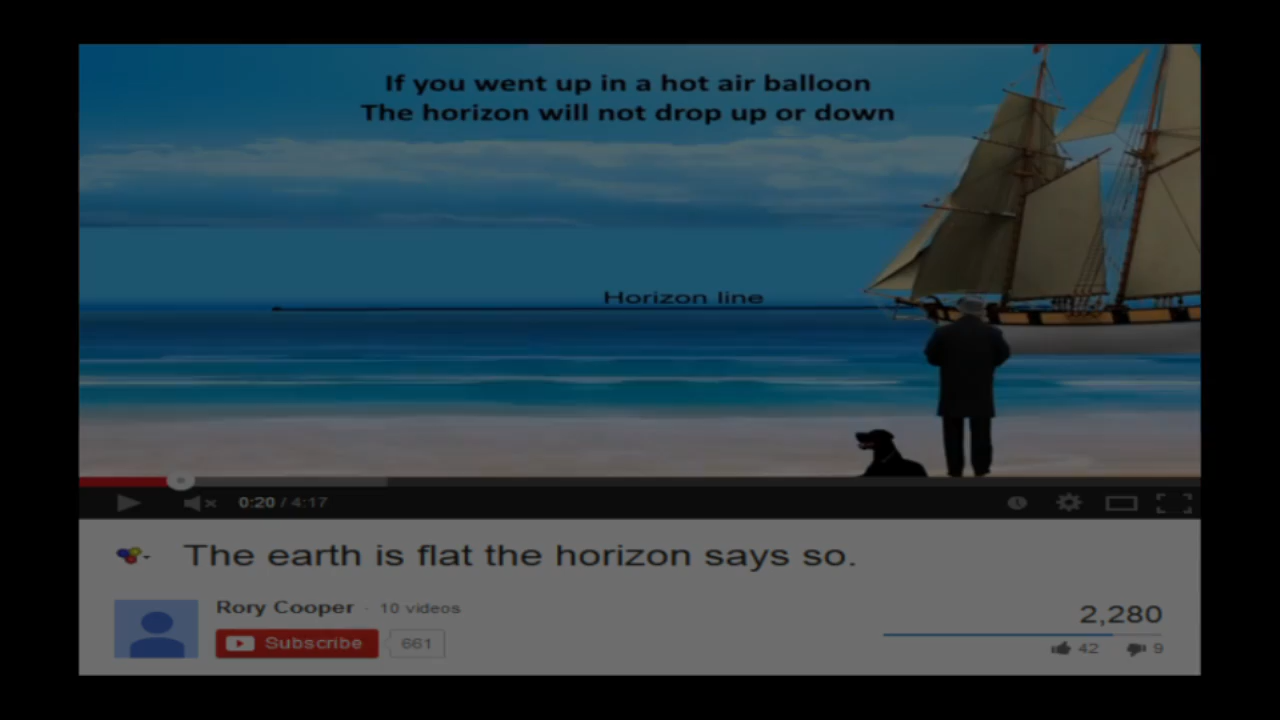 If you went up in a hot air balloon
The horizon will not drop up or down
Horizon line
0:20 / 4:17
The earth is flat the horizon says so.
Rory Cooper · 10 videos
Subscribe 661
2,280
42 9